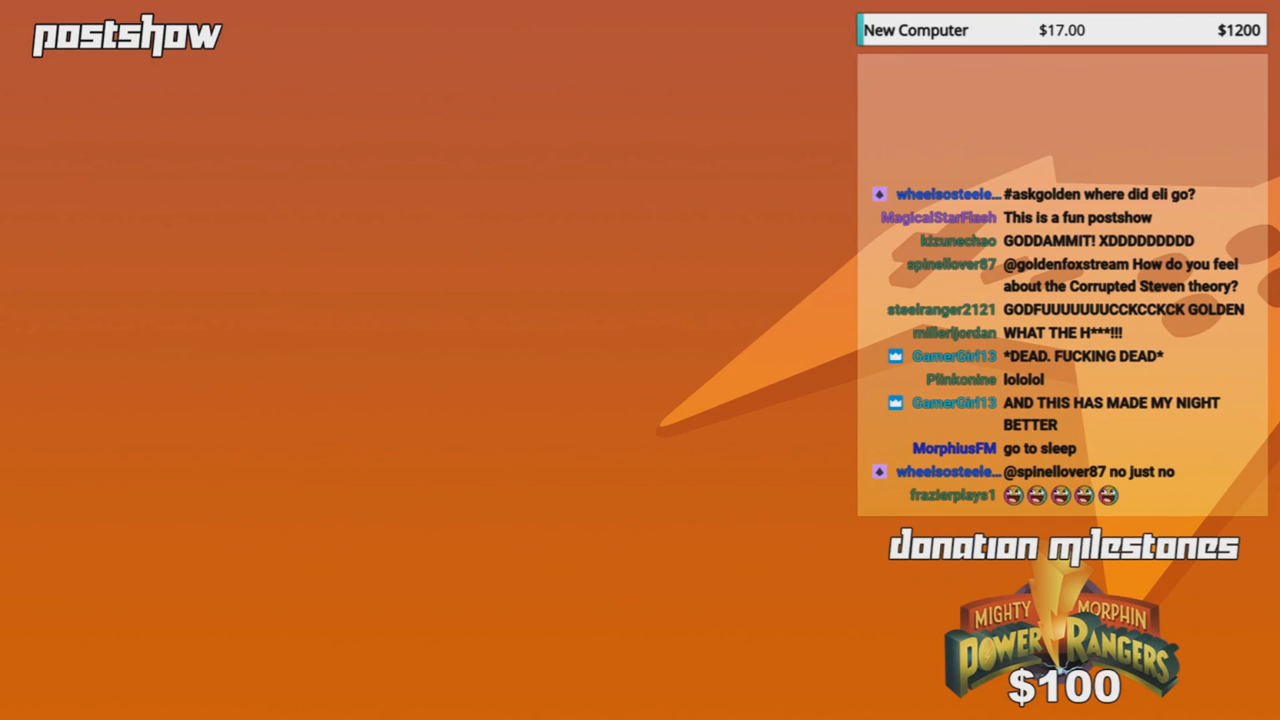 postshow
New Computer $17.00 $1200
wheelsosteele... #askgolden where did eli go?
MagicalStarFlash This is a fun postshow
kizunechao GODDAMMIT! XDDDDDDDDD
spinellover87 @goldenfoxstream How do you feel
about the Corrupted Steven theory?
steelranger2121 GODFUUUUUUUCCKCCKCK GOLDEN
millerljordan WHAT THE H***!!!
GamerGirl13 *DEAD. FUCKING DEAD*
Plinkonine lololol
GamerGirl13 AND THIS HAS MADE MY NIGHT
BETTER
MorphiusFM go to sleep
wheelsosteele... @spinellover87 no just no
frazierplays1
donation milestones
MIGHTY MORPHIN
POWER RANGERS
$100